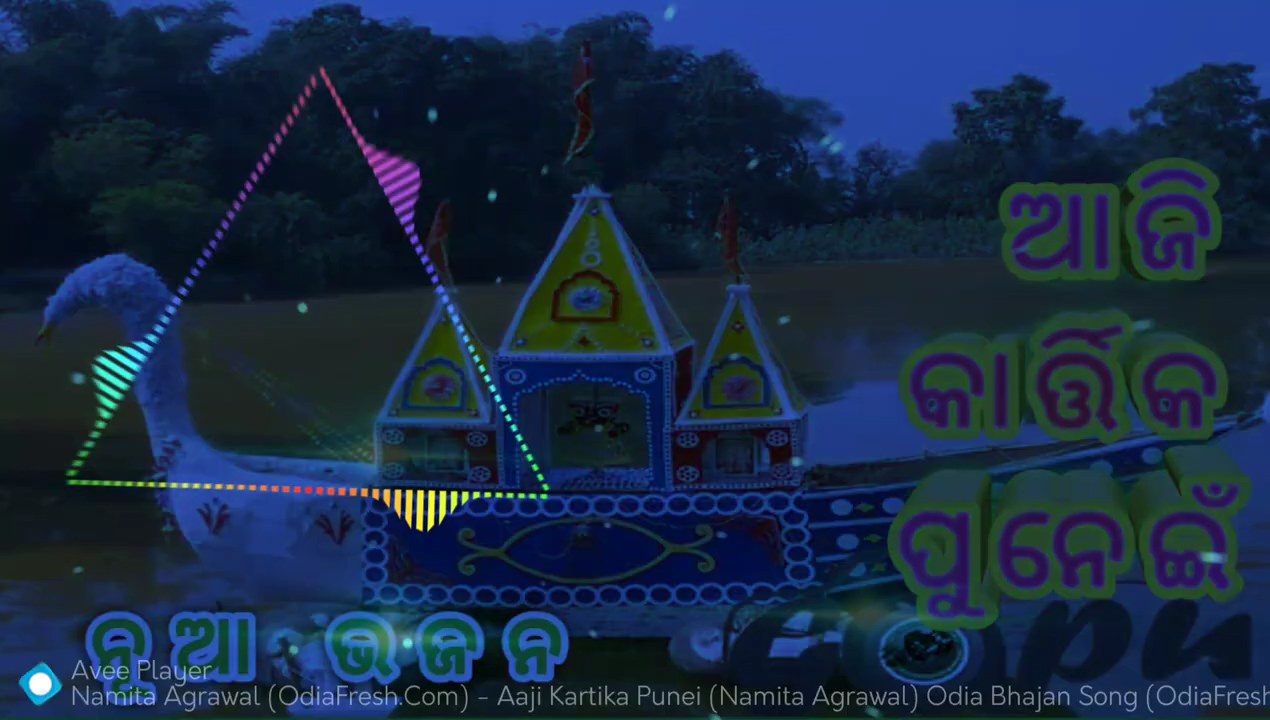 ଆଜି
କାର୍ତ୍ତିକ
ପୁନେଇଁ
ନୂଆ ଭଜନ
Avee Player
Namita Agrawal (OdiaFresh.Com) - Aaji Kartika Punei (Namita Agrawal) Odia Bhajan Song (OdiaFresh